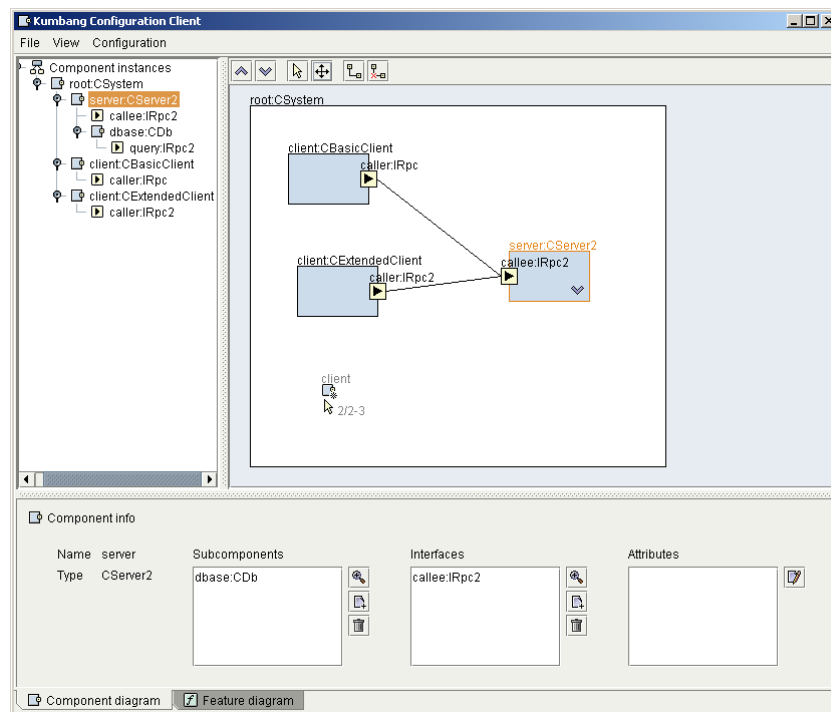 Kumbang Configuration Client
File View Configuration
Component instances
root:CSystem
server:CServer2
callee:IRpc2
dbase:CDb
query:IRpc2
client:CBasicClient
caller:IRpc
client:CExtendedClient
caller:IRpc2
root:CSystem
client:CBasicClient
caller:IRpc
client:CExtendedClient
caller:IRpc2
server:CServer2
callee:IRpc2
client
2/2-3
Component info
Name server
Type CServer2
Subcomponents
dbase:CDb
Interfaces
callee:IRpc2
Attributes
Component diagram
f Feature diagram